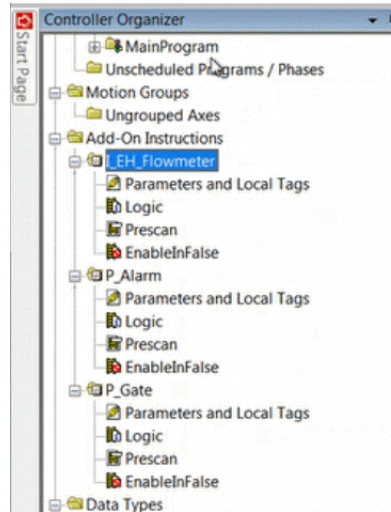 Controller Organizer
Start Page
MainProgram
Unscheduled Programs / Phases
Motion Groups
Ungrouped Axes
Add-On Instructions
I_EH_Flowmeter
Parameters and Local Tags
Logic
Prescan
EnableInFalse
P_Alarm
Parameters and Local Tags
Logic
Prescan
EnableInFalse
P_Gate
Parameters and Local Tags
Logic
Prescan
EnableInFalse
Data Types